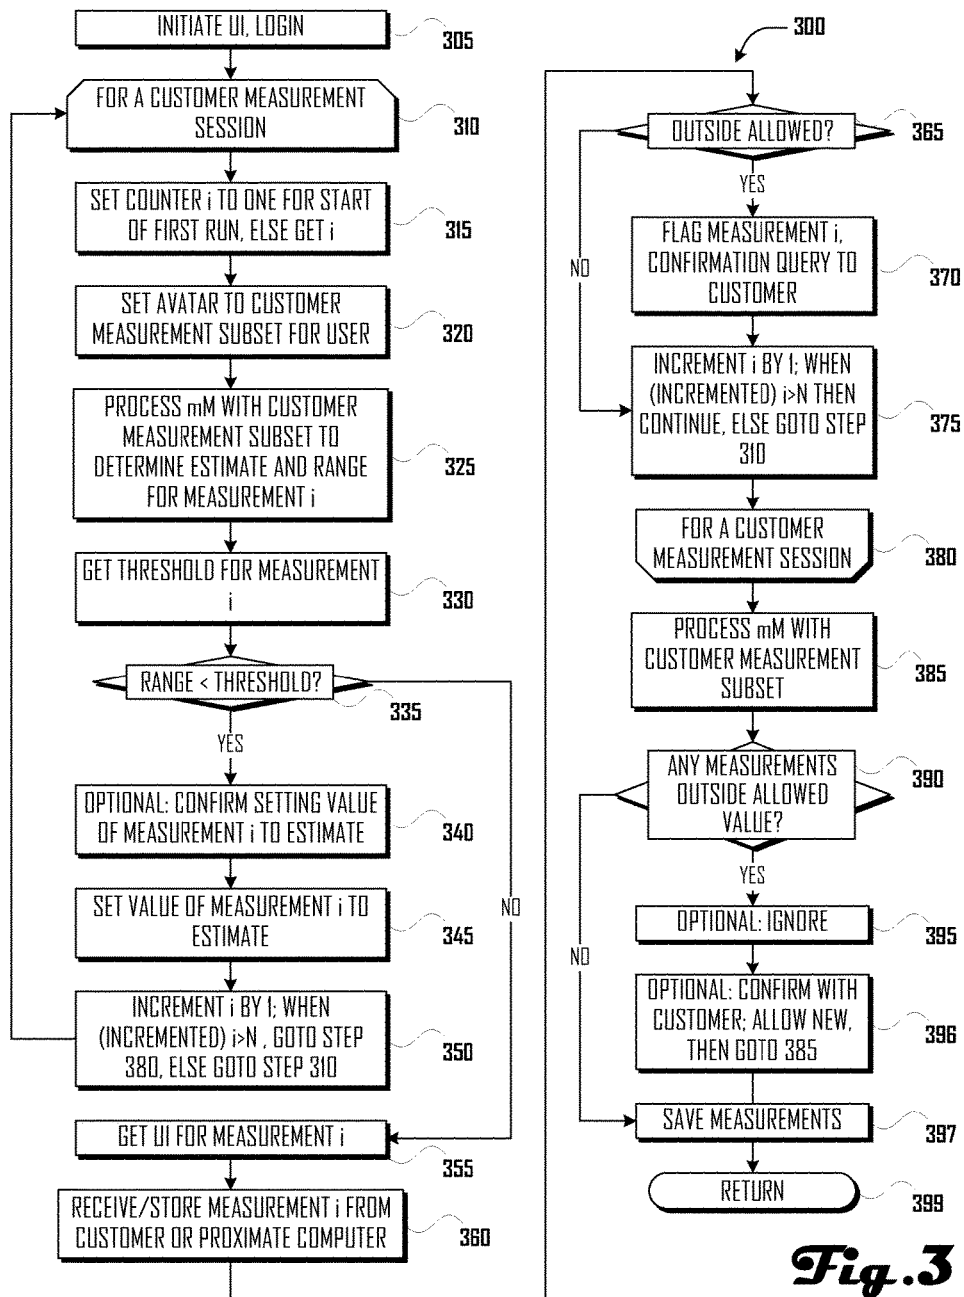 INITIATE UI, LOGIN
305
FOR A CUSTOMER MEASUREMENT
SESSION
310
SET COUNTER i TO ONE FOR START
OF FIRST RUN, ELSE GET i
315
SET AVATAR TO CUSTOMER
MEASUREMENT SUBSET FOR USER
320
PROCESS mM WITH CUSTOMER
MEASUREMENT SUBSET TO
DETERMINE ESTIMATE AND RANGE
FOR MEASUREMENT i
325
GET THRESHOLD FOR MEASUREMENT
i
330
RANGE < THRESHOLD?
335
YES
NO
OPTIONAL: CONFIRM SETTING VALUE
OF MEASUREMENT i TO ESTIMATE
340
SET VALUE OF MEASUREMENT i TO
ESTIMATE
345
INCREMENT i BY 1; WHEN
(INCREMENTED) i>N , GOTO STEP
380, ELSE GOTO STEP 310
350
GET UI FOR MEASUREMENT i
355
RECEIVE/STORE MEASUREMENT i FROM
CUSTOMER OR PROXIMATE COMPUTER
360
300
OUTSIDE ALLOWED?
365
YES
NO
FLAG MEASUREMENT i,
CONFIRMATION QUERY TO
CUSTOMER
370
INCREMENT i BY 1; WHEN
(INCREMENTED) i>N THEN
CONTINUE, ELSE GOTO STEP
310
375
FOR A CUSTOMER
MEASUREMENT SESSION
380
PROCESS mM WITH
CUSTOMER MEASUREMENT
SUBSET
385
ANY MEASUREMENTS
OUTSIDE ALLOWED
VALUE?
390
YES
NO
OPTIONAL: IGNORE
395
OPTIONAL: CONFIRM WITH
CUSTOMER; ALLOW NEW,
THEN GOTO 385
396
SAVE MEASUREMENTS
397
RETURN
399
Fig.3